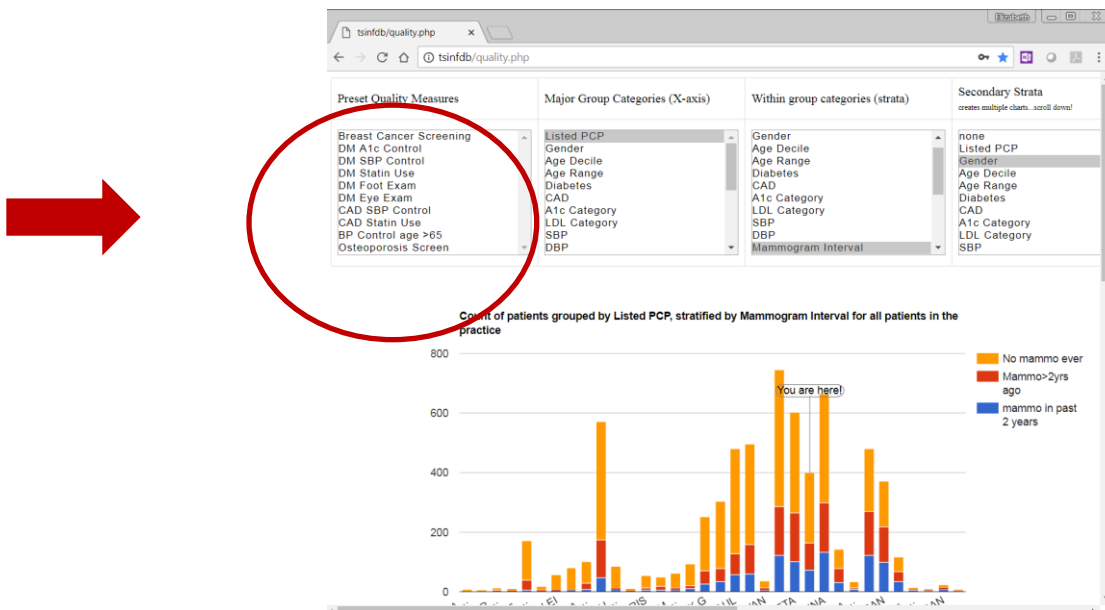 Elizabeth
tsinfdb/quality.php
tsinfdb/quality.php
Preset Quality Measures
Major Group Categories (X-axis)
Within group categories (strata)
Secondary Strata
creates multiple charts...scroll down!
Breast Cancer Screening
DM A1c Control
DM SBP Control
DM Statin Use
DM Foot Exam
DM Eye Exam
CAD SBP Control
CAD Statin Use
BP Control age >65
Osteoporosis Screen
Listed PCP
Gender
Age Decile
Age Range
Diabetes
CAD
A1c Category
LDL Category
SBP
DBP
Gender
Age Decile
Age Range
Diabetes
CAD
A1c Category
LDL Category
SBP
DBP
Mammogram Interval
none
Listed PCP
Gender
Age Decile
Age Range
Diabetes
CAD
A1c Category
LDL Category
SBP
Count of patients grouped by Listed PCP, stratified by Mammogram Interval for all patients in the
practice
800
600
400
200
0
You are here!
No mammo ever
Mammo>2yrs
ago
mammo in past
2 years